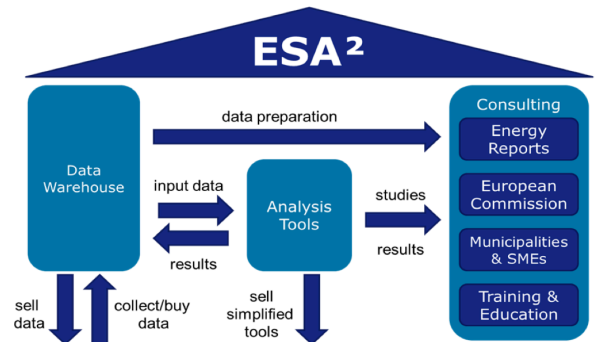 ESA²
Data
Warehouse
data preparation
input data
results
Analysis
Tools
studies
results
Consulting
Energy
Reports
European
Commission
Municipalities
& SMEs
Training &
Education
sell
data
collect/buy
data
sell
simplified
tools